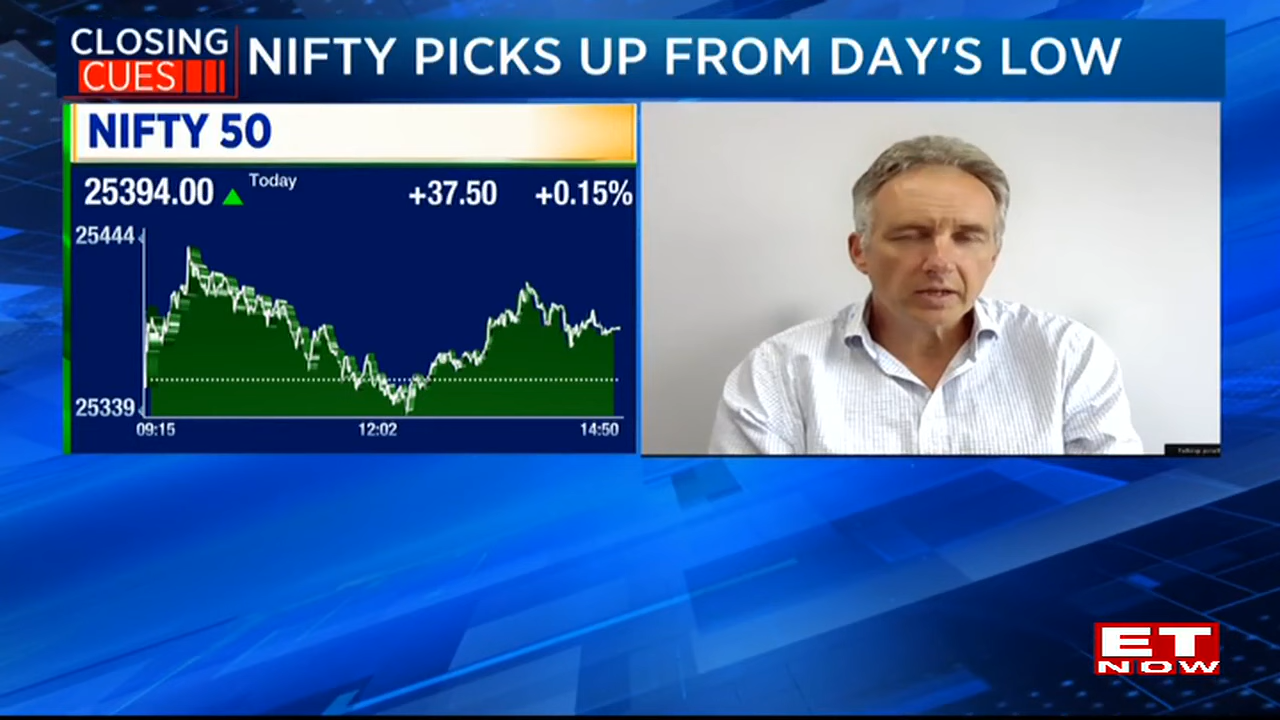 CLOSING
CUES
NIFTY PICKS UP FROM DAY'S LOW
NIFTY 50
25394.00 Today +37.50 +0.15%
25444
25339
09:15 12:02 14:50
ET
NOW